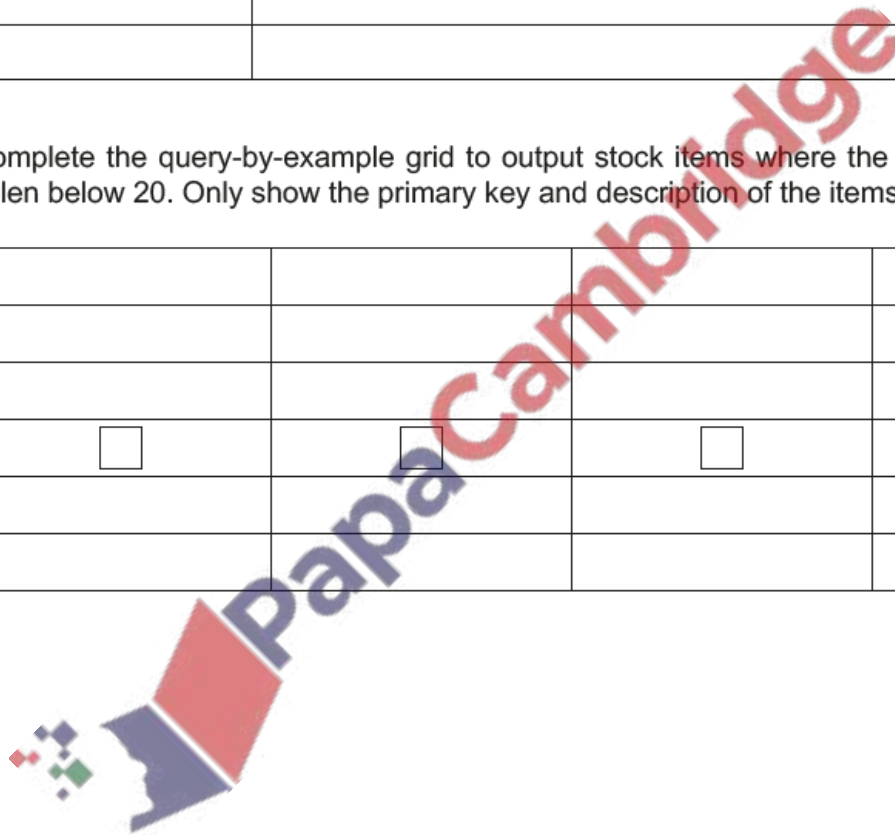 omplete the query-by-example grid to output stock items where the
len below 20. Only show the primary key and description of the items
PapaCambridge